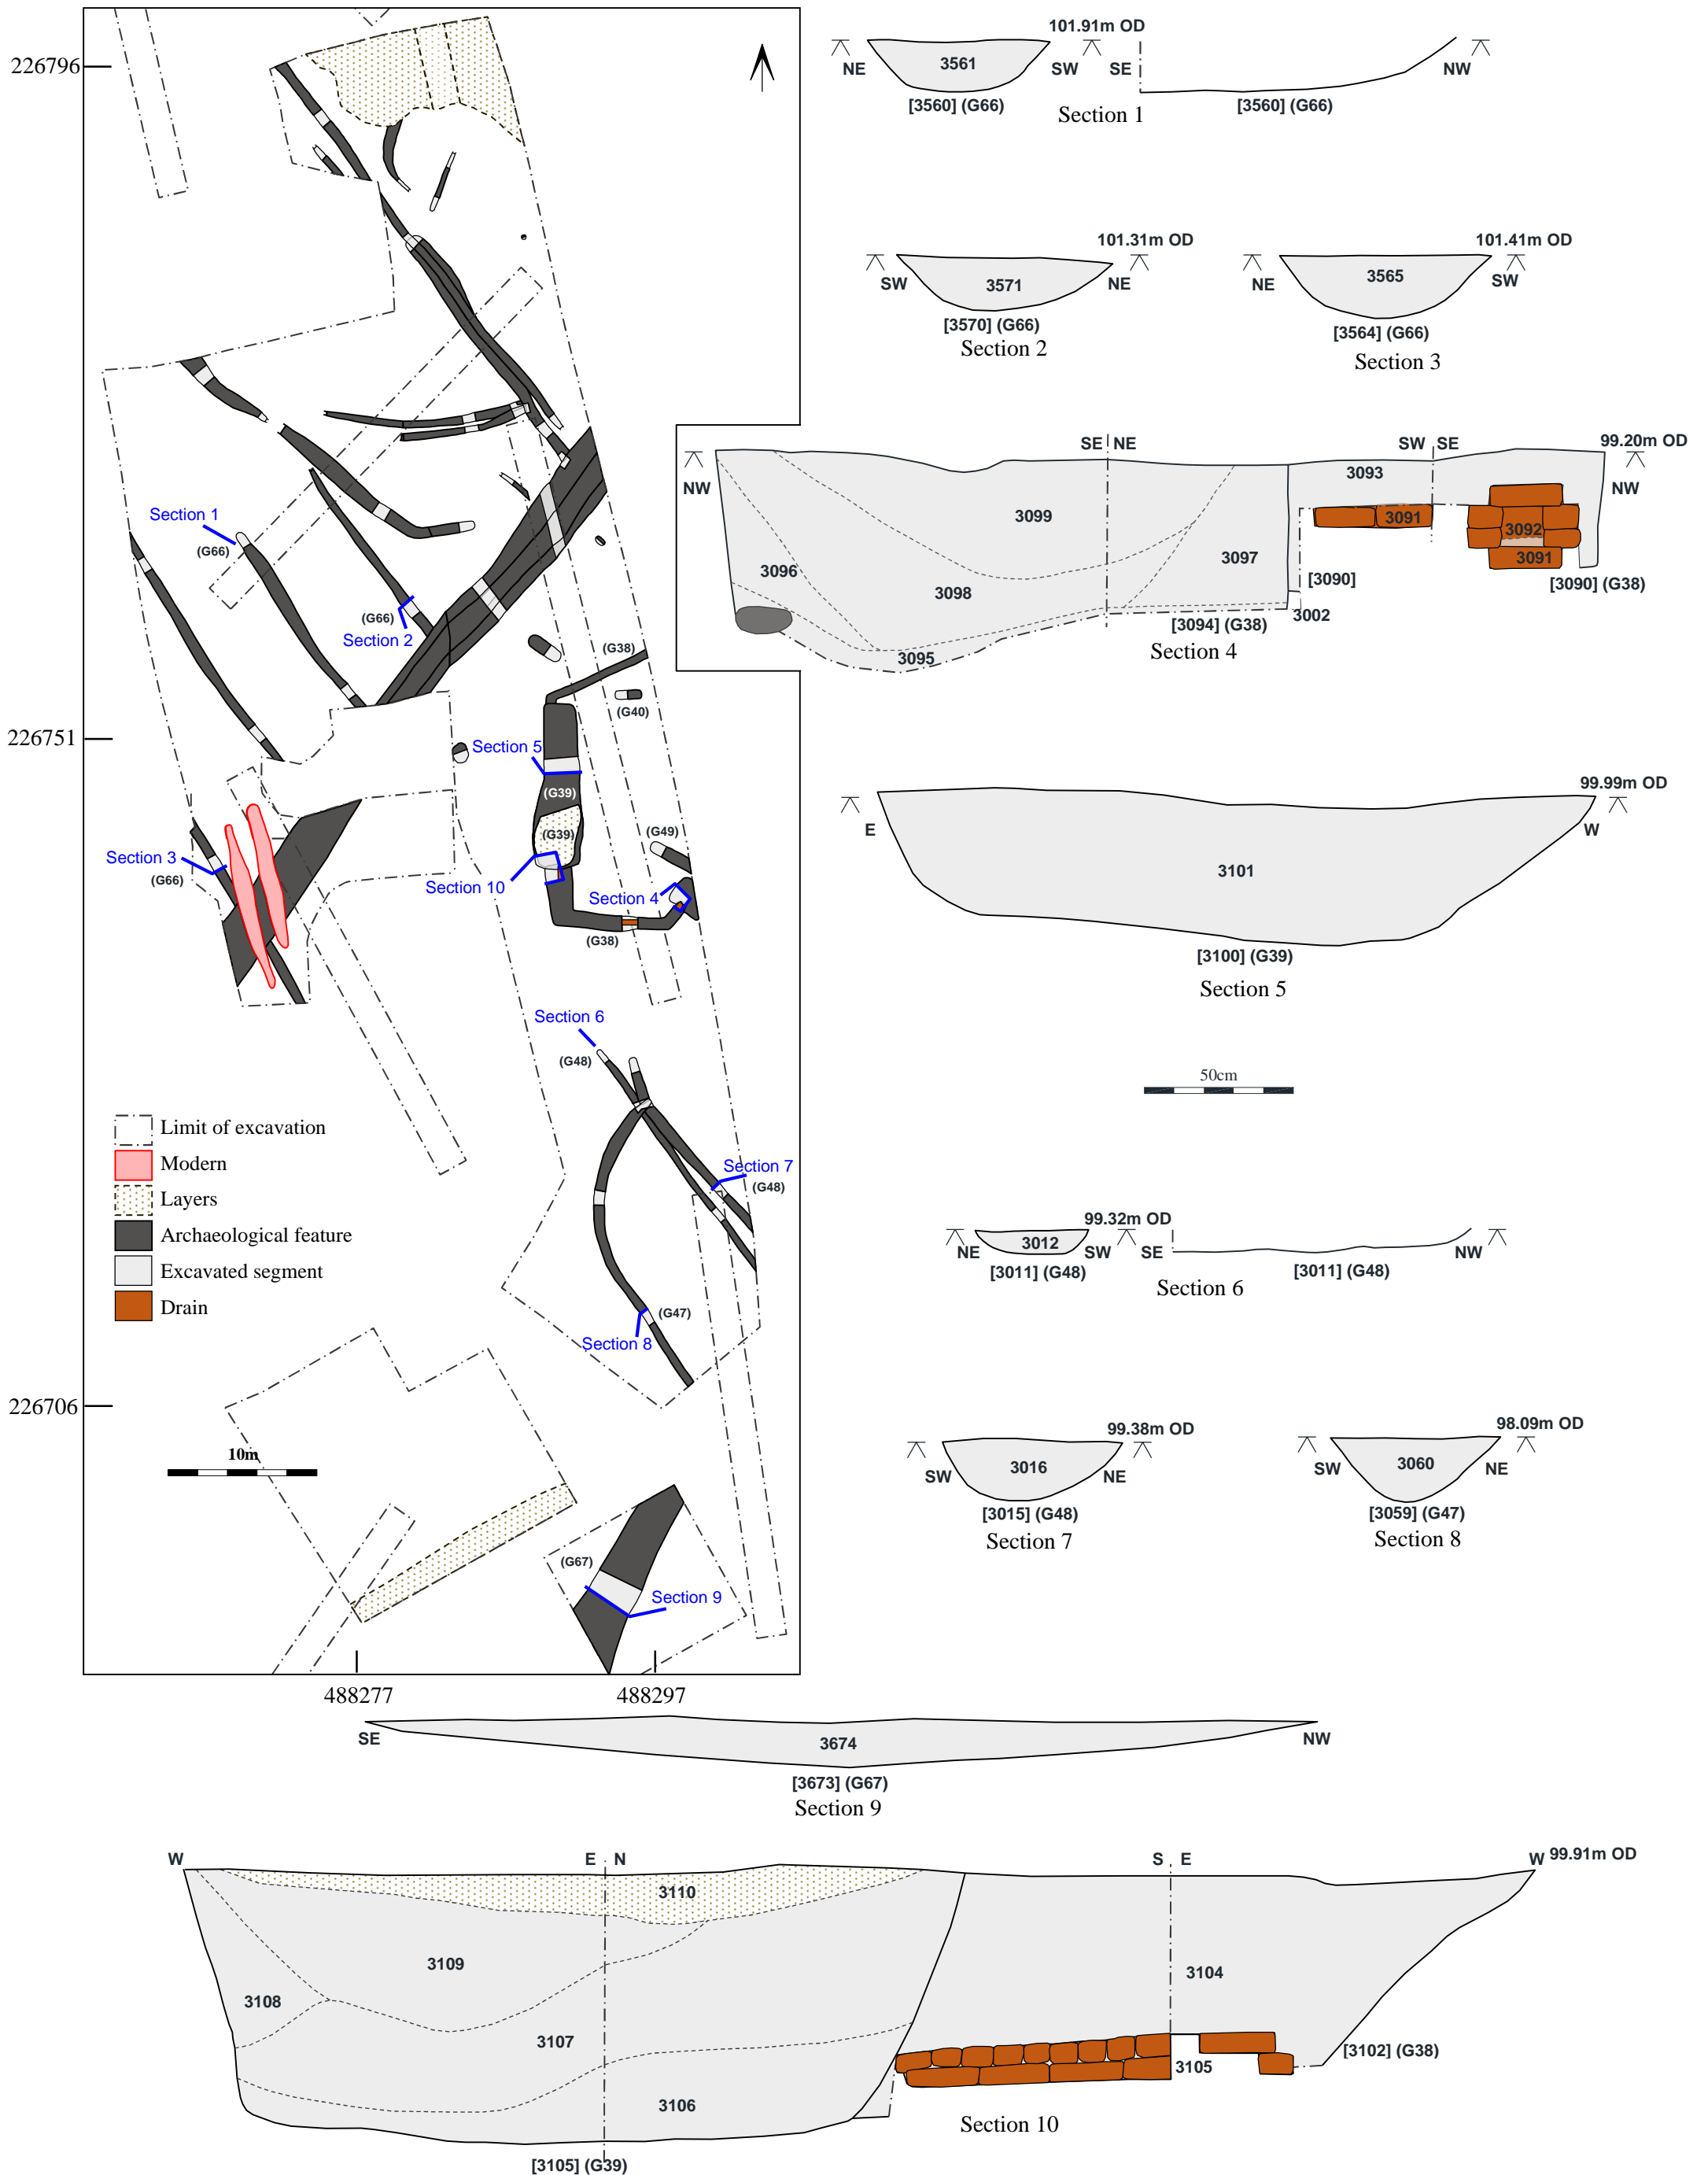 226796
226751
226706
488277
488297
Section 1
(G66)
(G66)
Section 2
Section 3
(G66)
(G38)
(G40)
Section 5
(G39)
(G39)
(G49)
Section 10
Section 4
(G38)
Section 6
(G48)
Section 7
(G48)
(G47)
Section 8
(G67)
Section 9
Limit of excavation
Modern
Layers
Archaeological feature
Excavated segment
Drain
10m
101.91m OD
NE
3561
SW
SE
NW
[3560] (G66)
[3560] (G66)
Section 1
101.31m OD
SW
3571
NE
[3570] (G66)
Section 2
101.41m OD
NE
3565
SW
[3564] (G66)
Section 3
SE NE
SW SE
99.20m OD
NW
3093
NW
3099
3091
3092
3091
3096
3097
3098
[3090]
[3090] (G38)
3002
[3094] (G38)
3095
Section 4
99.99m OD
E
W
3101
[3100] (G39)
Section 5
50cm
99.32m OD
NE
3012
SW
SE
NW
[3011] (G48)
[3011] (G48)
Section 6
99.38m OD
SW
3016
NE
[3015] (G48)
Section 7
98.09m OD
SW
3060
NE
[3059] (G47)
Section 8
SE
3674
NW
[3673] (G67)
Section 9
W
E N
S E
W 99.91m OD
3110
3109
3108
3104
3107
3105
[3102] (G38)
3106
Section 10
[3105] (G39)